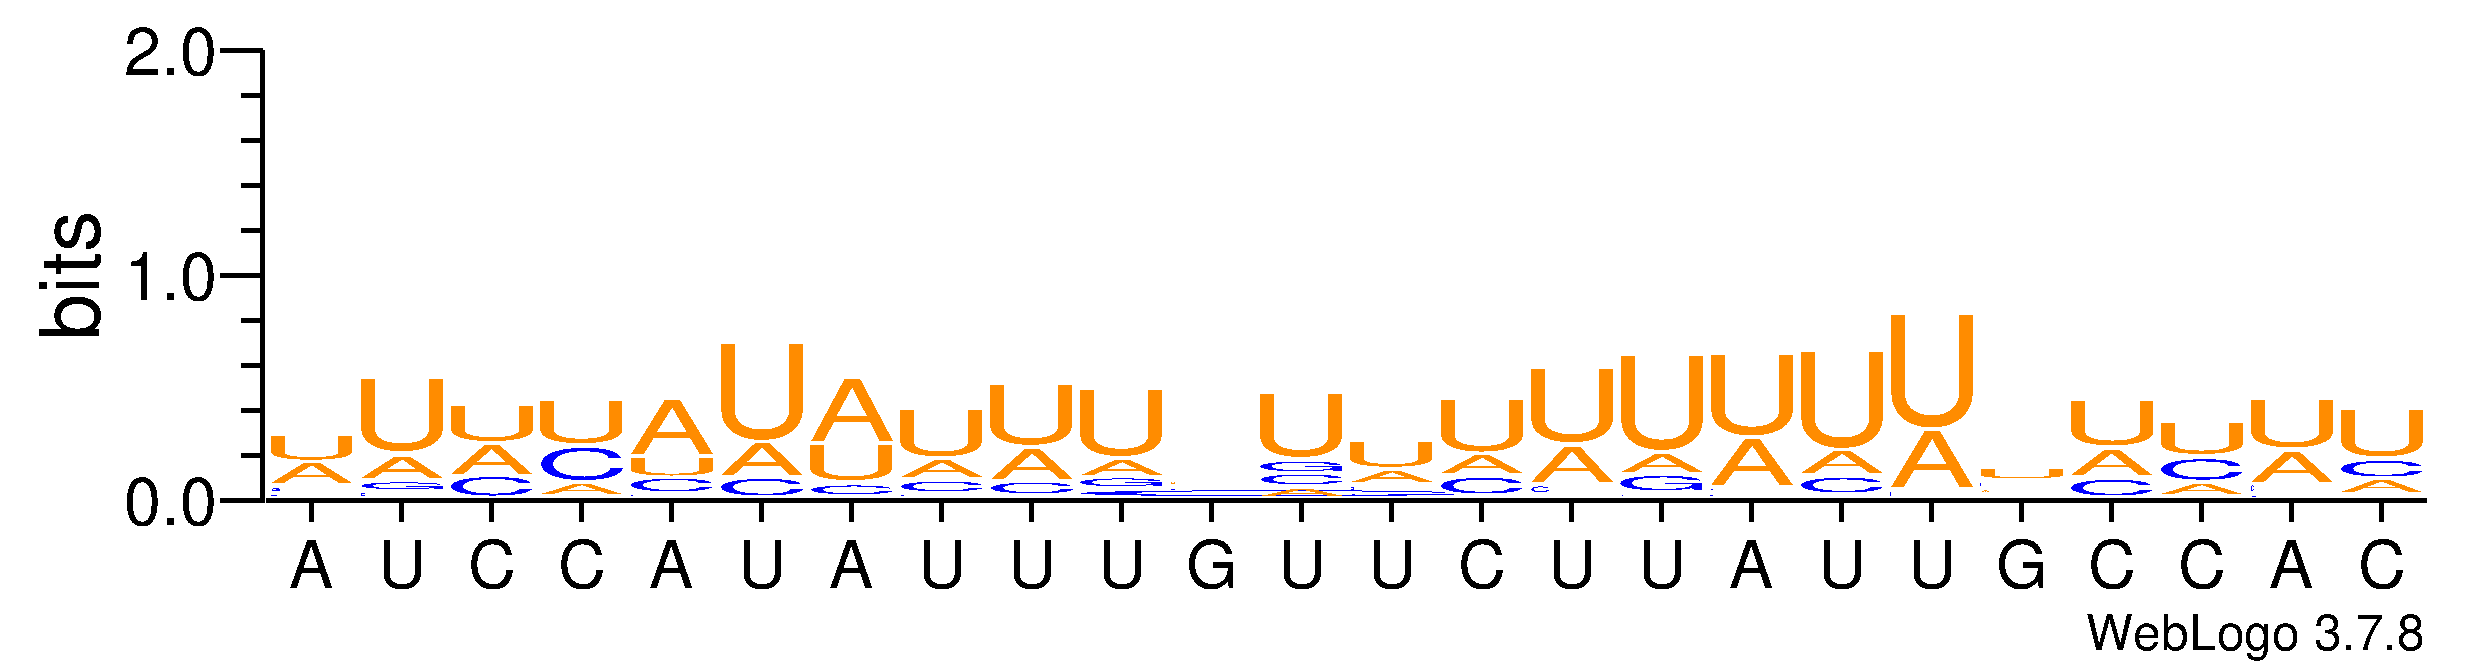 2.0
1.0
0.0
bits
A U C C A U A U U U G U U C U U A U U G C C A C
WebLogo 3.7.8